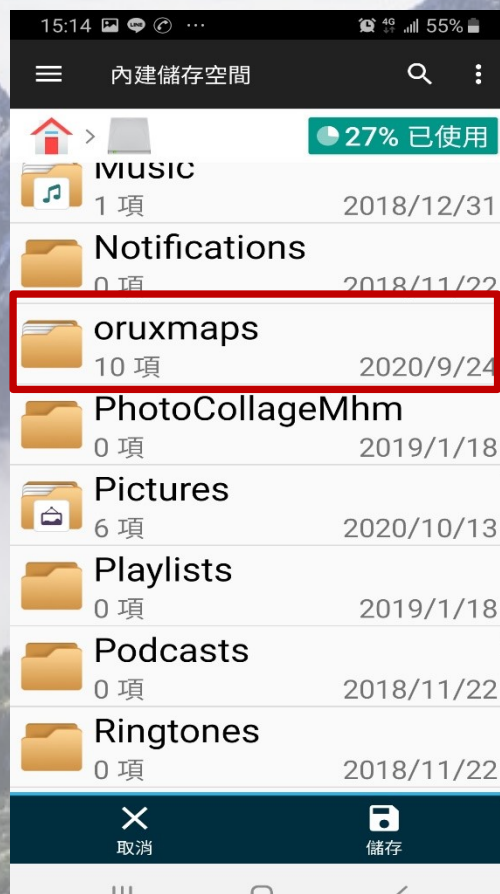 15:14 ··· 4G 55%
內建儲存空間
27% 已使用
Music
1 項 2018/12/31
Notifications
0 項 2018/11/22
oruxmaps
10 項 2020/9/24
PhotoCollageMhm
0 項 2019/1/18
Pictures
6 項 2020/10/13
Playlists
0 項 2019/1/18
Podcasts
0 項 2018/11/22
Ringtones
0 項 2018/11/22
取消 儲存